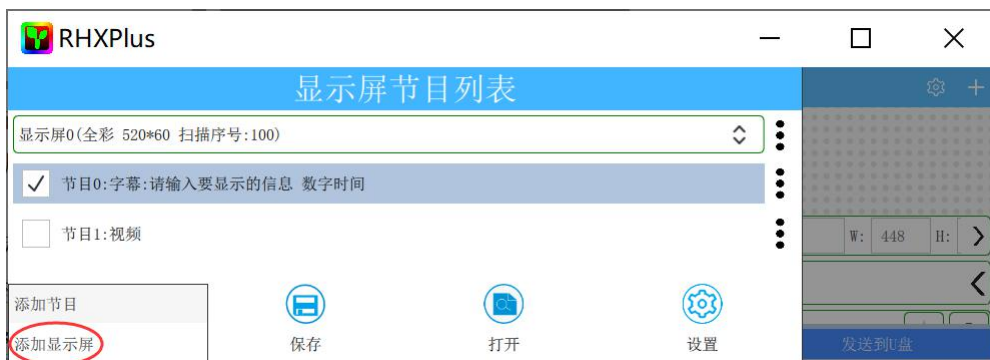 RHXPlus
显示屏节目列表
显示屏0(全彩 520*60 扫描序号:100)
节目0:字幕:请输入要显示的信息 数字时间
节目1:视频
W: 448 H:
添加节目
添加显示屏
保存
打开
设置
发送到U盘